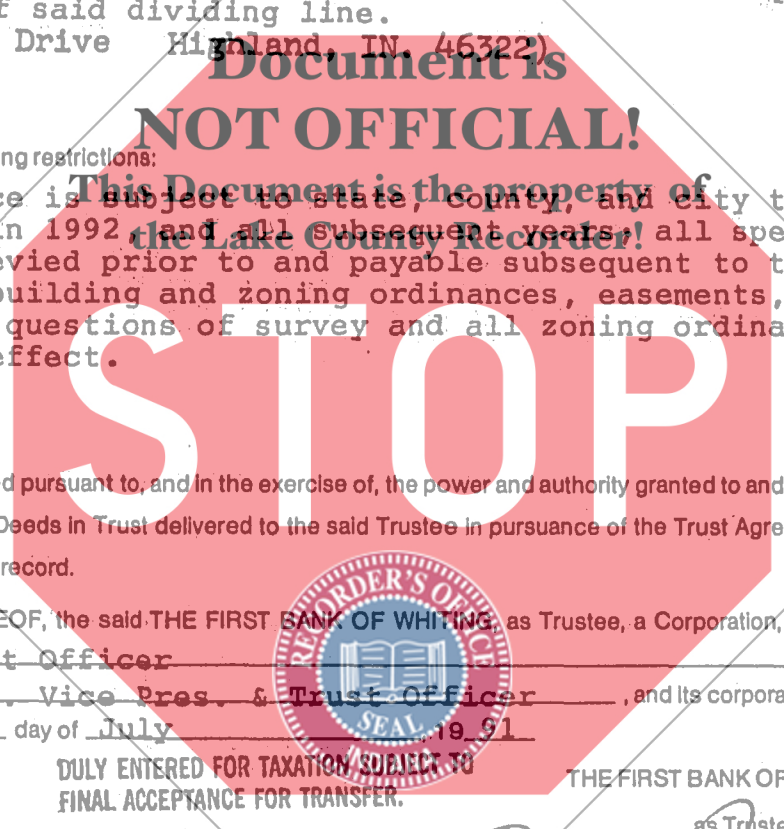 f said dividing line.
Drive Highland, IN. 46322)
Document is
NOT OFFICIAL!
ng restrictions:
This Document is the property of
ce is subject to state, county, and city t
in 1992, and all subsequent years, all spe
the Lake County Recorder!
evied prior to and payable subsequent to t
building and zoning ordinances, easements,
questions of survey and all zoning ordina
effect.
STOP
d pursuant to, and in the exercise of, the power and authority granted to and
Deeds in Trust delivered to the said Trustee in pursuance of the Trust Agre
record.
EOF, the said THE FIRST BANK OF WHITING, as Trustee, a Corporation,
t Officer
. Vice Pres. & Trust Officer , and its corpora
day of July 19 91
RECORDER'S OFFICE
SEAL
INDIANA
DULY ENTERED FOR TAXATION SUBJECT TO
FINAL ACCEPTANCE FOR TRANSFER.
THE FIRST BANK OF
as Truste